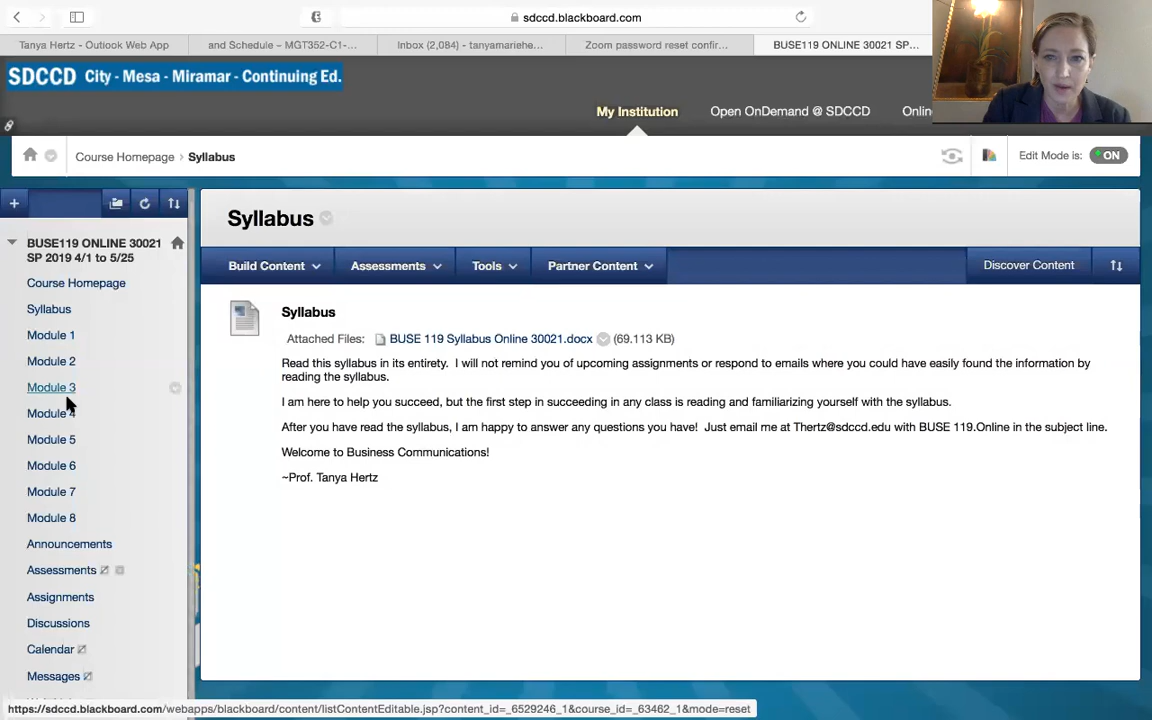 sdccd.blackboard.com
Tanya Hertz - Outlook Web App
and Schedule – MGT352-C1-...
Inbox (2,084) - tanyamariehe...
Zoom password reset confir...
BUSE119 ONLINE 30021 SP...
SDCCD City - Mesa - Miramar - Continuing Ed.
My Institution
Open OnDemand @ SDCCD
Onlin
Course Homepage > Syllabus
Edit Mode is: ON
Syllabus
Build Content
Assessments
Tools
Partner Content
Discover Content
BUSE119 ONLINE 30021
SP 2019 4/1 to 5/25
Course Homepage
Syllabus
Module 1
Module 2
Module 3
Module 4
Module 5
Module 6
Module 7
Module 8
Announcements
Assessments
Assignments
Discussions
Calendar
Messages
Syllabus
Attached Files: BUSE 119 Syllabus Online 30021.docx (69.113 KB)
Read this syllabus in its entirety. I will not remind you of upcoming assignments or respond to emails where you could have easily found the information by
reading the syllabus.
I am here to help you succeed, but the first step in succeeding in any class is reading and familiarizing yourself with the syllabus.
After you have read the syllabus, I am happy to answer any questions you have! Just email me at Thertz@sdccd.edu with BUSE 119.Online in the subject line.
Welcome to Business Communications!
~Prof. Tanya Hertz
https://sdccd.blackboard.com/webapps/blackboard/content/listContentEditable.jsp?content_id=_6529246_1&course_id=_63462_1&mode=reset